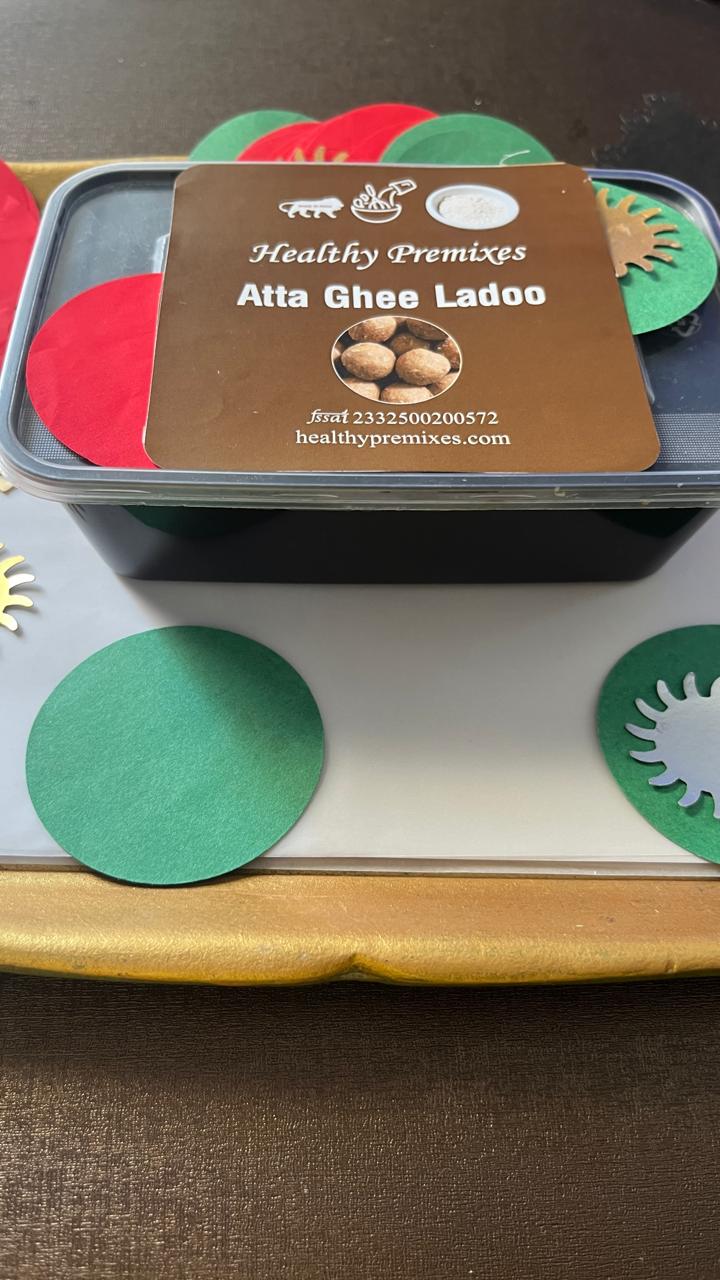 Healthy Premixes
Atta Ghee Ladoo
fssai 2332500200572
healthypremixes.com